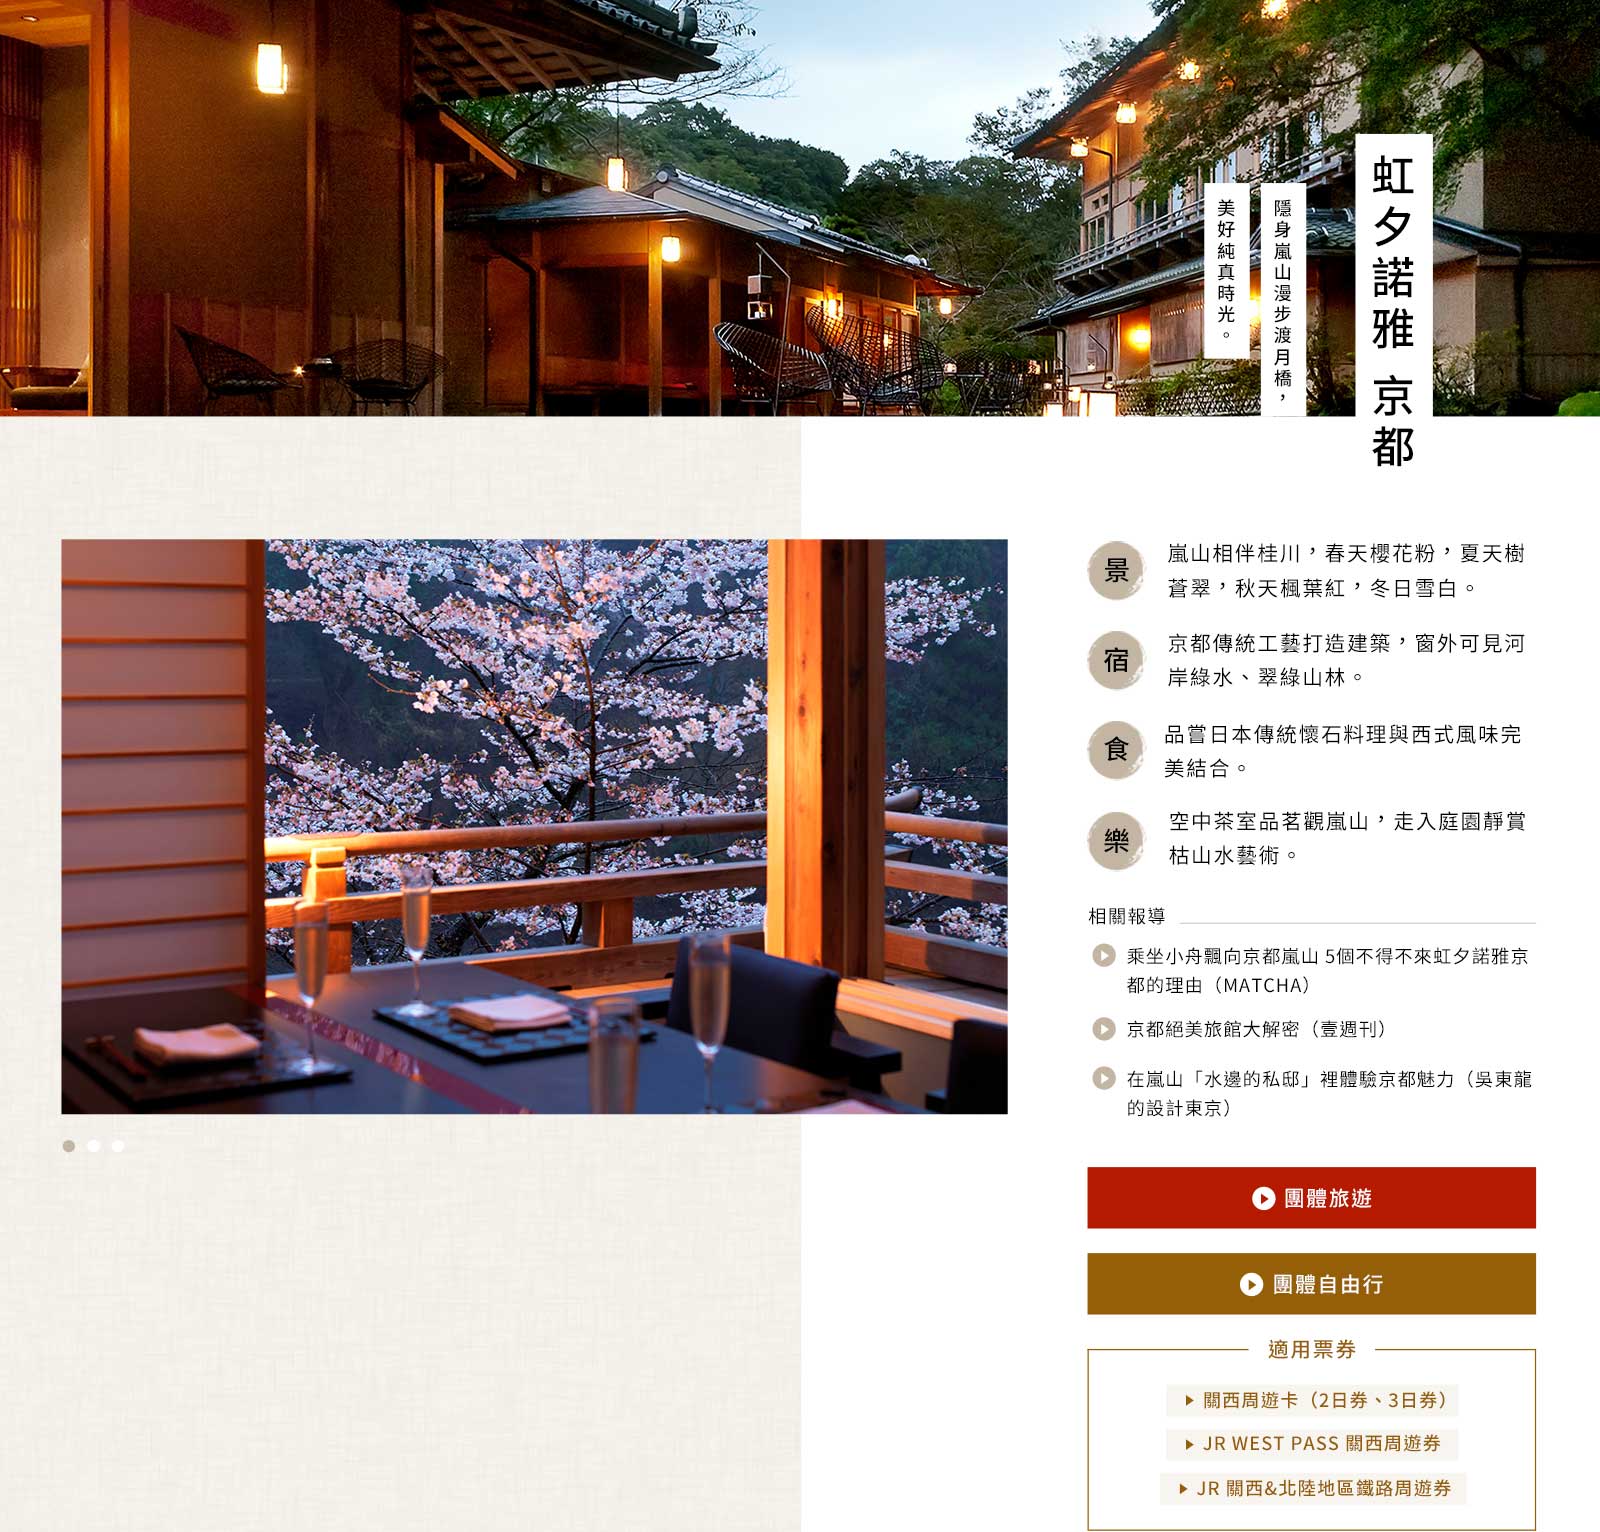 虹夕諾雅 京都
隱身嵐山漫步渡月橋，
美好純真時光。
景
嵐山相伴桂川，春天櫻花粉，夏天樹
蒼翠，秋天楓葉紅，冬日雪白。
宿
京都傳統工藝打造建築，窗外可見河
岸綠水、翠綠山林。
食
品嘗日本傳統懷石料理與西式風味完
美結合。
樂
空中茶室品茗觀嵐山，走入庭園靜賞
枯山水藝術。
相關報導
乘坐小舟飄向京都嵐山 5個不得不來虹夕諾雅京
都的理由（MATCHA）
京都絕美旅館大解密（壹週刊）
在嵐山「水邊的私邸」裡體驗京都魅力（吳東龍
的設計東京）
團體旅遊
團體自由行
適用票券
關西周遊卡（2日券、3日券）
JR WEST PASS 關西周遊券
JR 關西&北陸地區鐵路周遊券